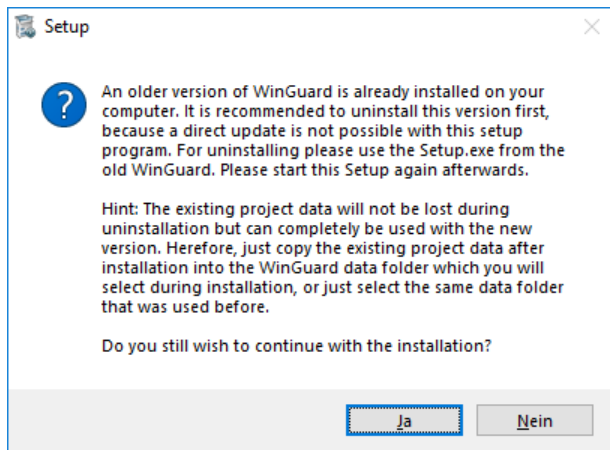 Setup
An older version of WinGuard is already installed on your
computer. It is recommended to uninstall this version first,
because a direct update is not possible with this setup
program. For uninstalling please use the Setup.exe from the
old WinGuard. Please start this Setup again afterwards.
Hint: The existing project data will not be lost during
uninstallation but can completely be used with the new
version. Herefore, just copy the existing project data after
installation into the WinGuard data folder which you will
select during installation, or just select the same data folder
that was used before.
Do you still wish to continue with the installation?
Ja
Nein